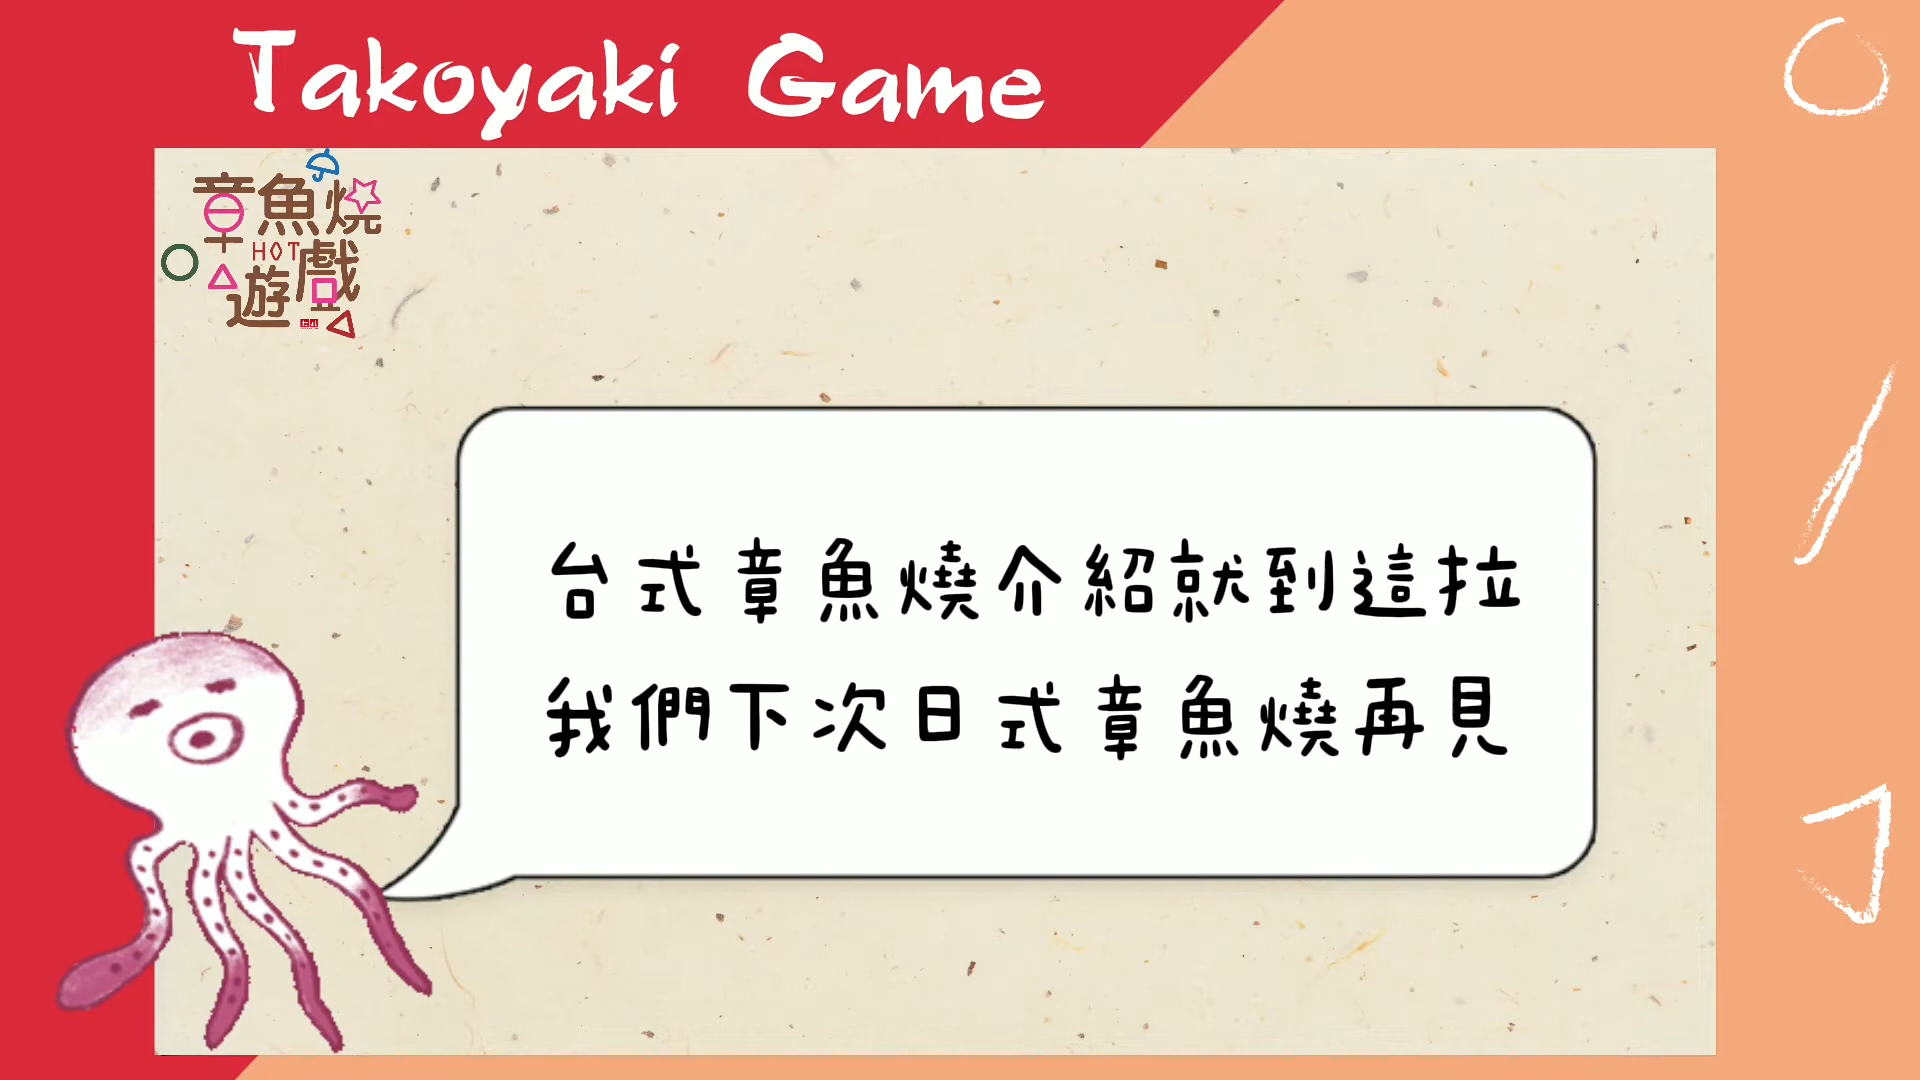 Takoyaki Game
章魚燒
HOT
遊戲
台式章魚燒介紹就到這拉
我們下次日式章魚燒再見